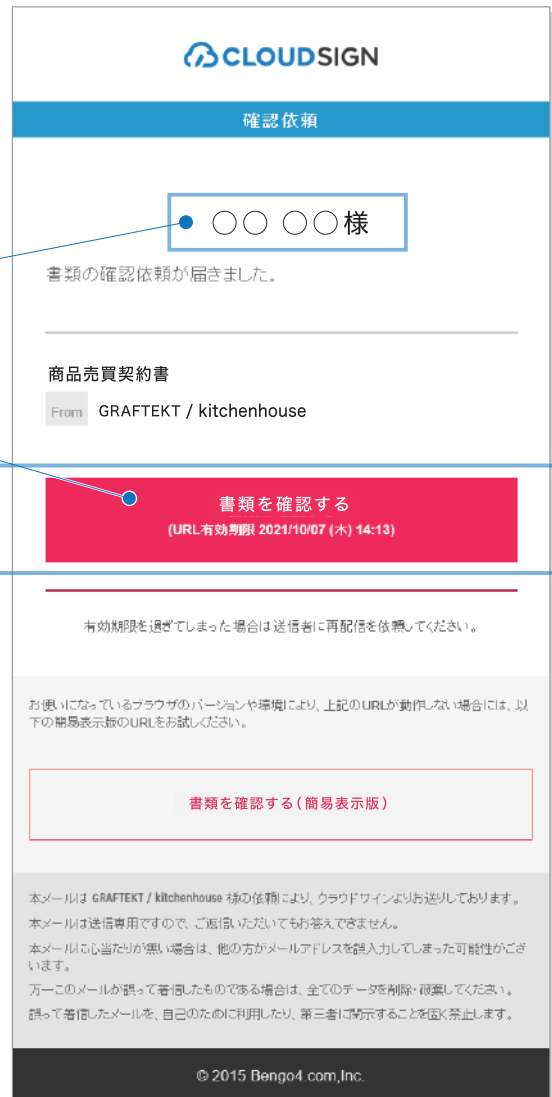 CLOUDSIGN
確認依頼
○○ ○○様
書類の確認依頼が届きました。
商品売買契約書
From GRAFTEKT / kitchenhouse
書類を確認する
(URL有効期限 2021/10/07 (木) 14:13)
有効期限を過ぎてしまった場合は送信者に再配信を依頼してください。
お使いになっているブラウザのバージョンや環境により、上記のURLが動作しない場合には、以
下の簡易表示版のURLをお試しください。
書類を確認する(簡易表示版)
本メールは GRAFTEKT / kitchenhouse 様の依頼により、クラウドサインよりお送りしております。
本メールは送信専用ですので、ご返信いただいてもお答えできません。
本メールに心当たりが無い場合は、他の方がメールアドレスを誤入力してしまった可能性がござ
います。
万一このメールが誤って着信したものである場合は、全てのデータを削除・破棄してください。
誤って着信したメールを、自己のために利用したり、第三者に開示することを固く禁止します。
© 2015 Bengo4.com,Inc.